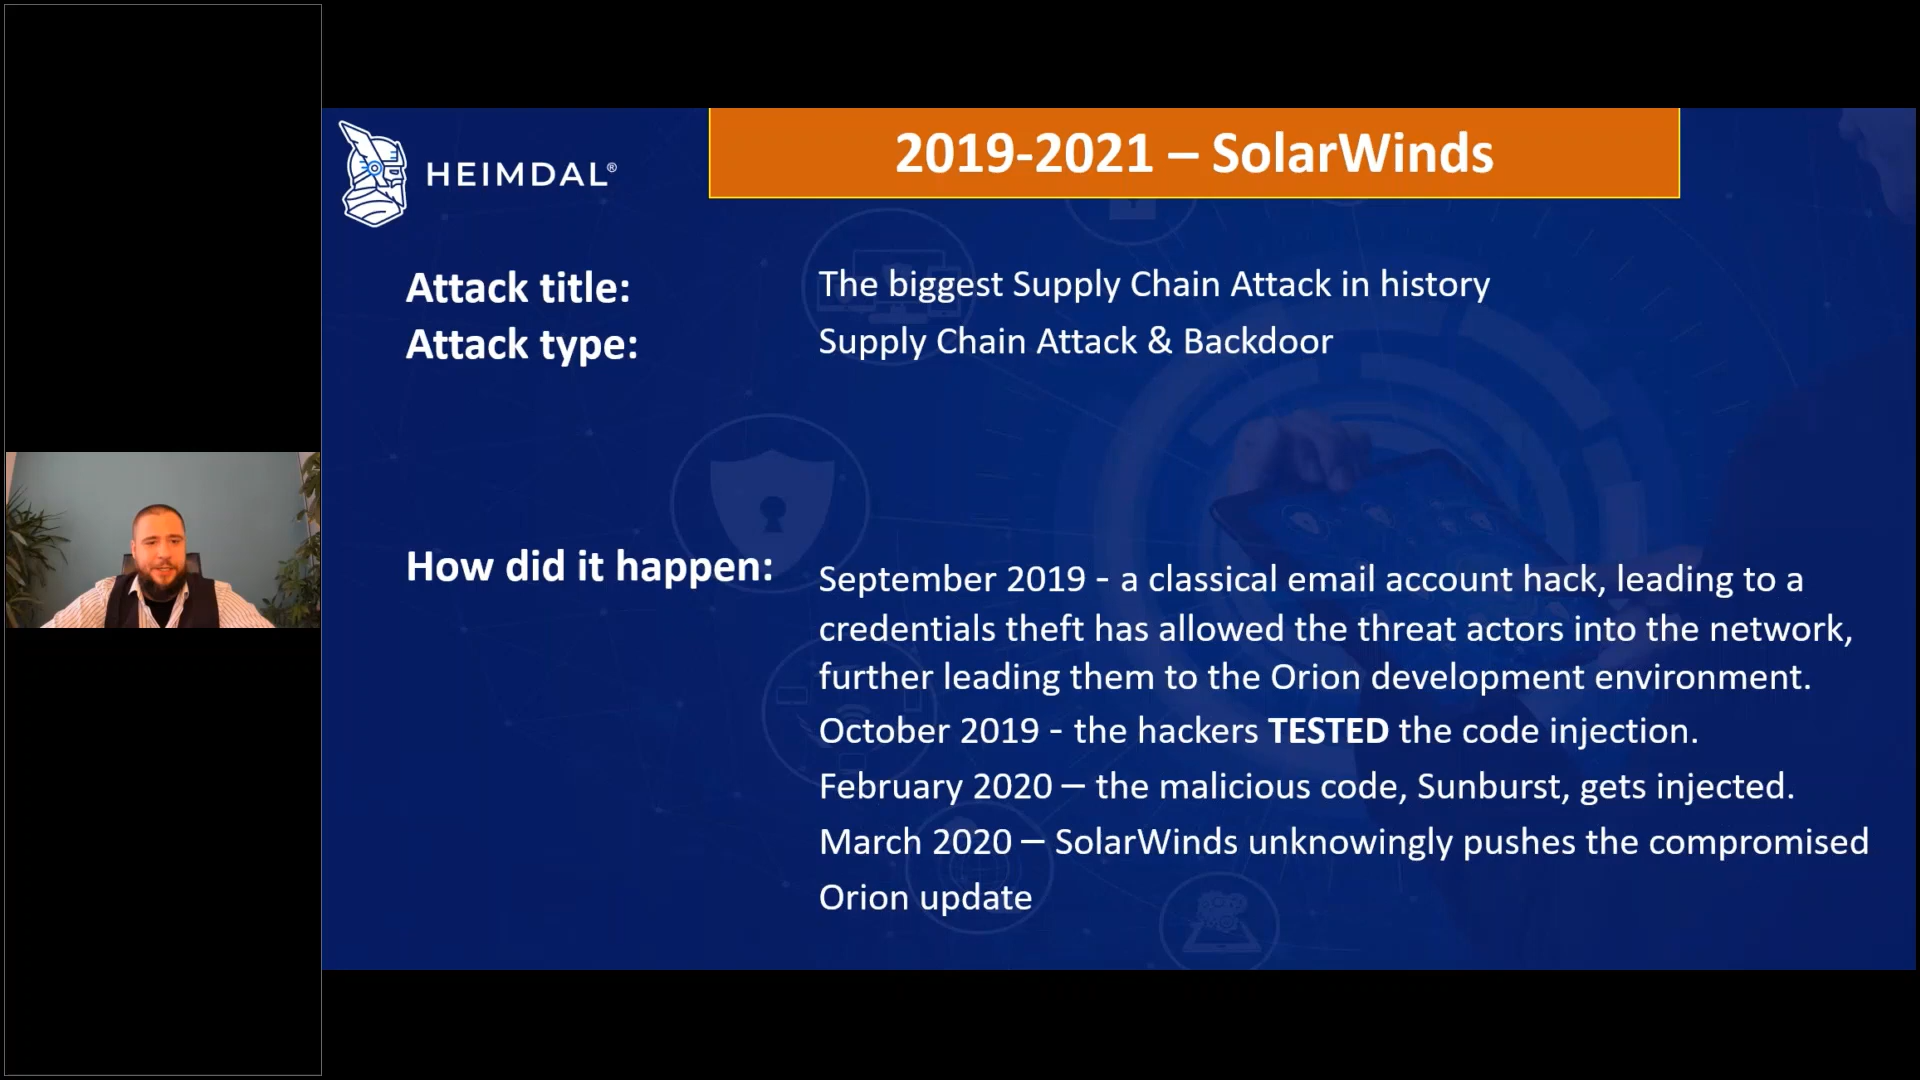 HEIMDAL®
2019-2021 – SolarWinds
Attack title:
The biggest Supply Chain Attack in history
Attack type:
Supply Chain Attack & Backdoor
How did it happen:
September 2019 - a classical email account hack, leading to a
credentials theft has allowed the threat actors into the network,
further leading them to the Orion development environment.
October 2019 - the hackers TESTED the code injection.
February 2020 – the malicious code, Sunburst, gets injected.
March 2020 – SolarWinds unknowingly pushes the compromised
Orion update